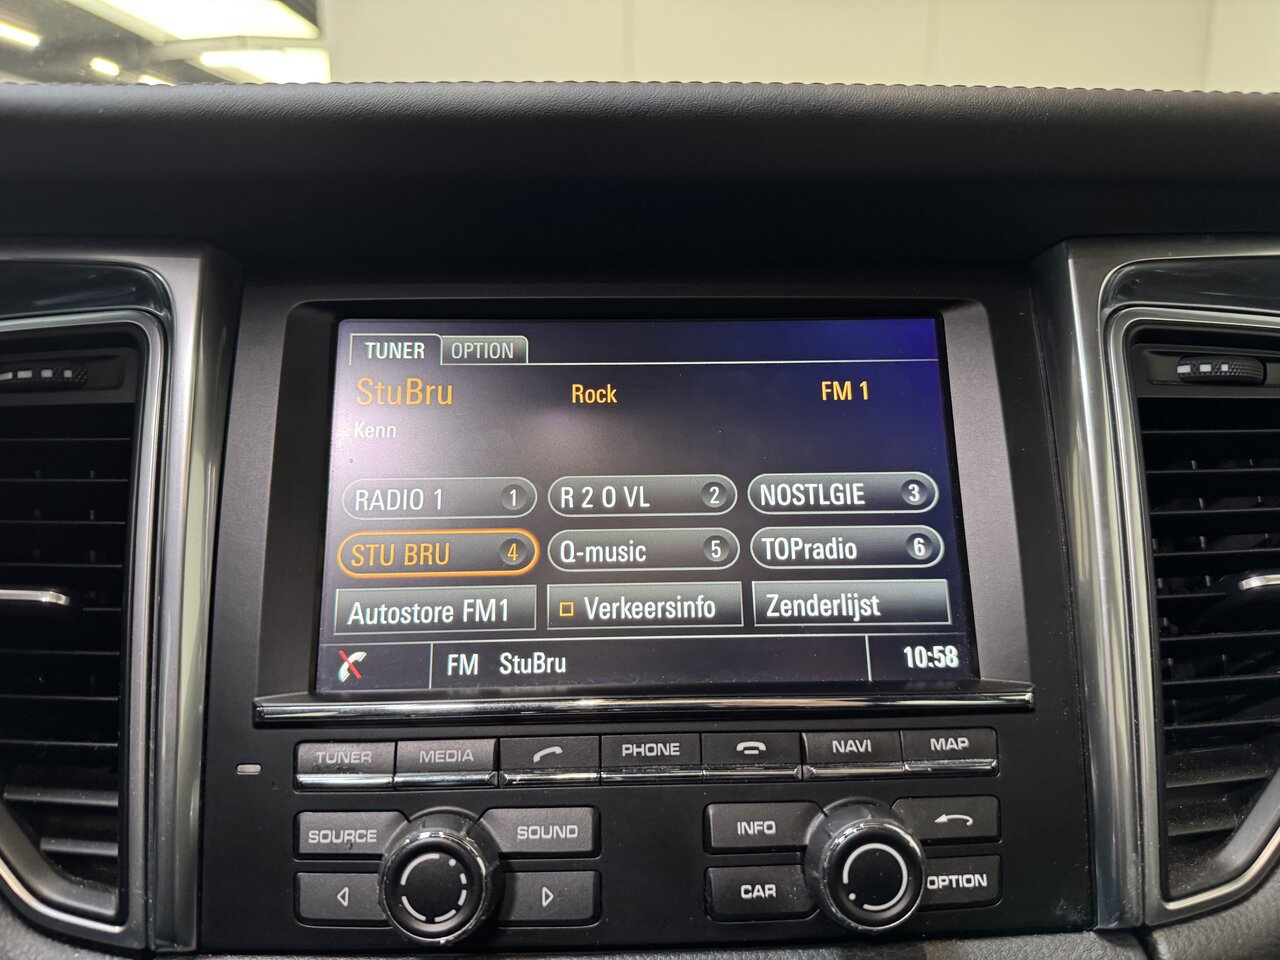 TUNER OPTION
StuBru Rock FM 1
Kenn
RADIO 1 1 R 2 O VL 2 NOSTLGIE 3
STU BRU 4 Q-music 5 TOPradio 6
Autostore FM1 Verkeersinfo Zenderlijst
FM StuBru 10:58
TUNER MEDIA PHONE NAVI MAP
SOURCE SOUND INFO
CAR OPTION